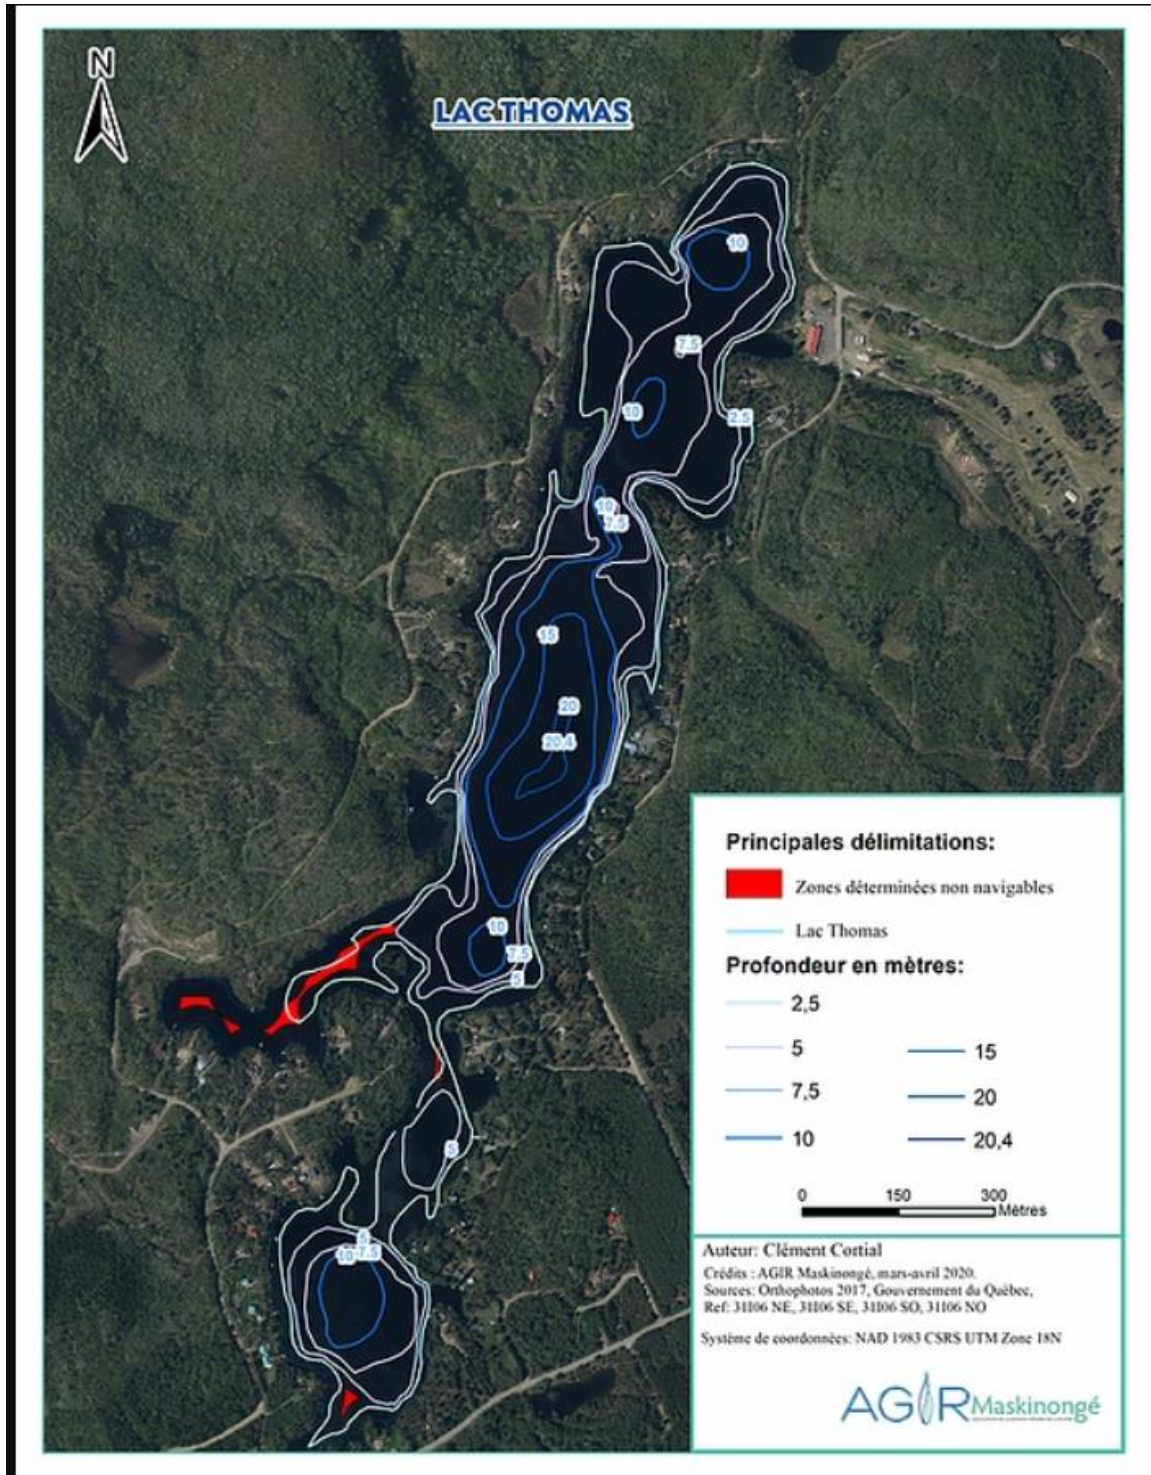 N
LAC THOMAS
10
7.5
10
2.5
10
7.5
15
20
20.4
10
7.5
5
5
5
10 7.5
Principales délimitations:
Zones déterminées non navigables
Lac Thomas
Profondeur en mètres:
2,5
5
7,5
10
15
20
20,4
0 150 300
Mètres
Auteur: Clément Cortial
Crédits : AGIR Maskinongé, mars-avril 2020.
Sources: Orthophotos 2017, Gouvernement du Québec,
Ref: 31I06 NE, 31I06 SE, 31I06 SO, 31I06 NO
Système de coordonnées: NAD 1983 CSRS UTM Zone 18N
AGIR Maskinongé